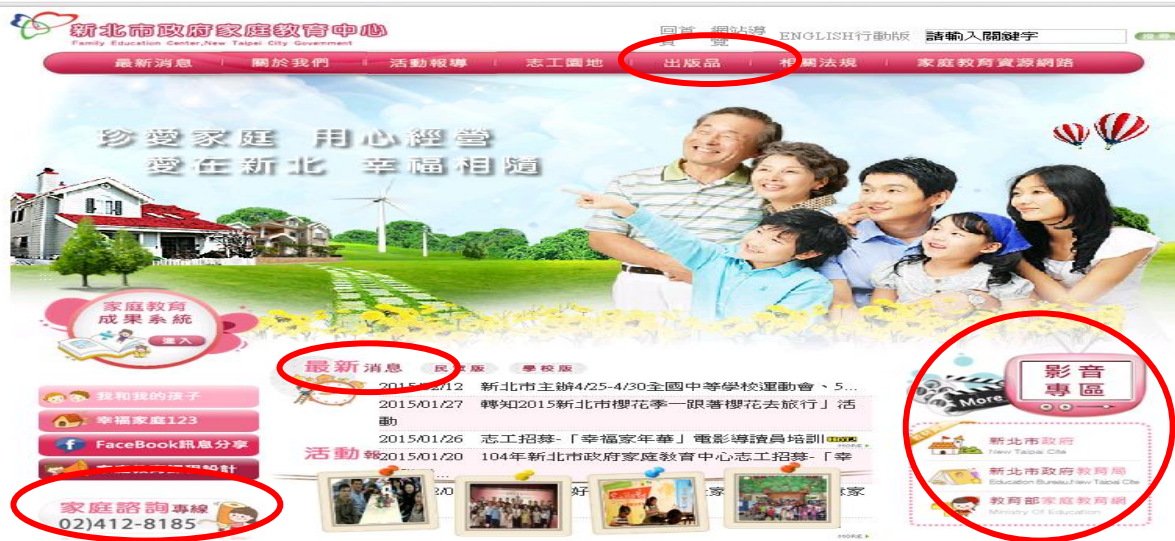 新北市政府家庭教育中心
Family Education Center,New Taipei City Government
回首頁 網站導覽 ENGLISH 行動版 請輸入關鍵字
最新消息 關於我們 活動報導 志工園地 出版品 相關法規 家庭教育資源網路
珍愛家庭 用心經營
愛在新北 幸福相隨
家庭教育
成果系統
進入
最新消息 民眾版 學校版
2015/02/12 新北市主辦4/25-4/30全國中等學校運動會、5...
2015/01/27 轉知2015新北市櫻花季—跟著櫻花去旅行」活
動
2015/01/26 志工招募-「幸福家年華」電影導讀員培訓
MORE
活動報
2015/01/20 104年新北市政府家庭教育中心志工招募-「幸
MORE
我和我的孩子
幸福家庭123
FaceBook訊息分享
家庭諮詢專線
02)412-8185
影音
專區
More
新北市政府
New Taipei Cite
新北市政府教育局
Education Bureau,New Taipei Cite
教育部家庭教育網
Ministry Of Education